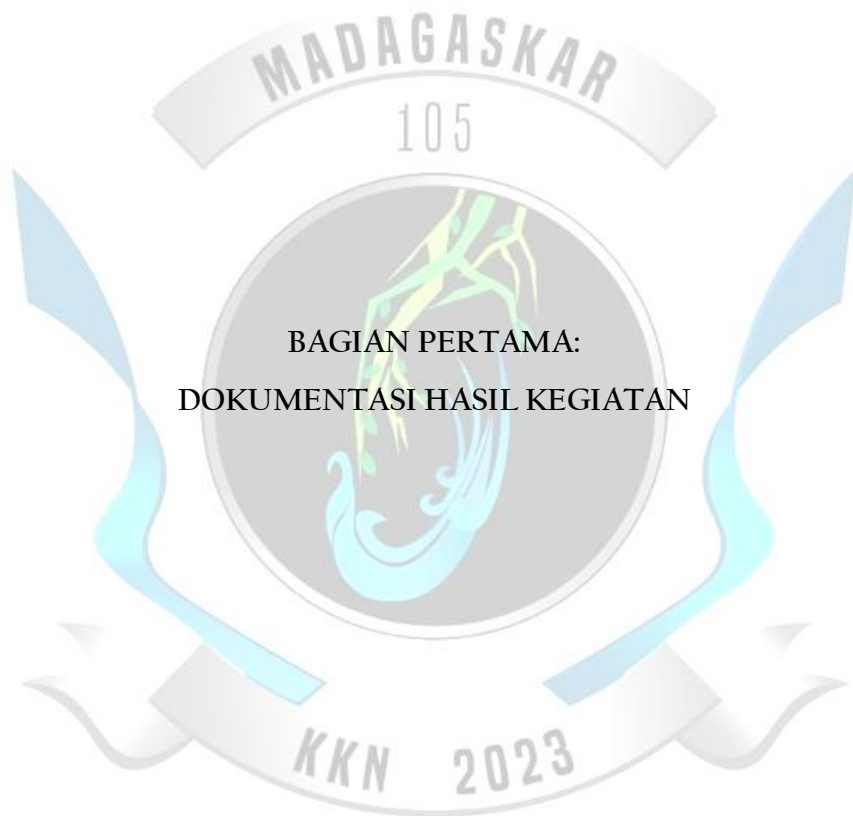 MADAGASKAR
105
BAGIAN PERTAMA:
DOKUMENTASI HASIL KEGIATAN
KKN 2023